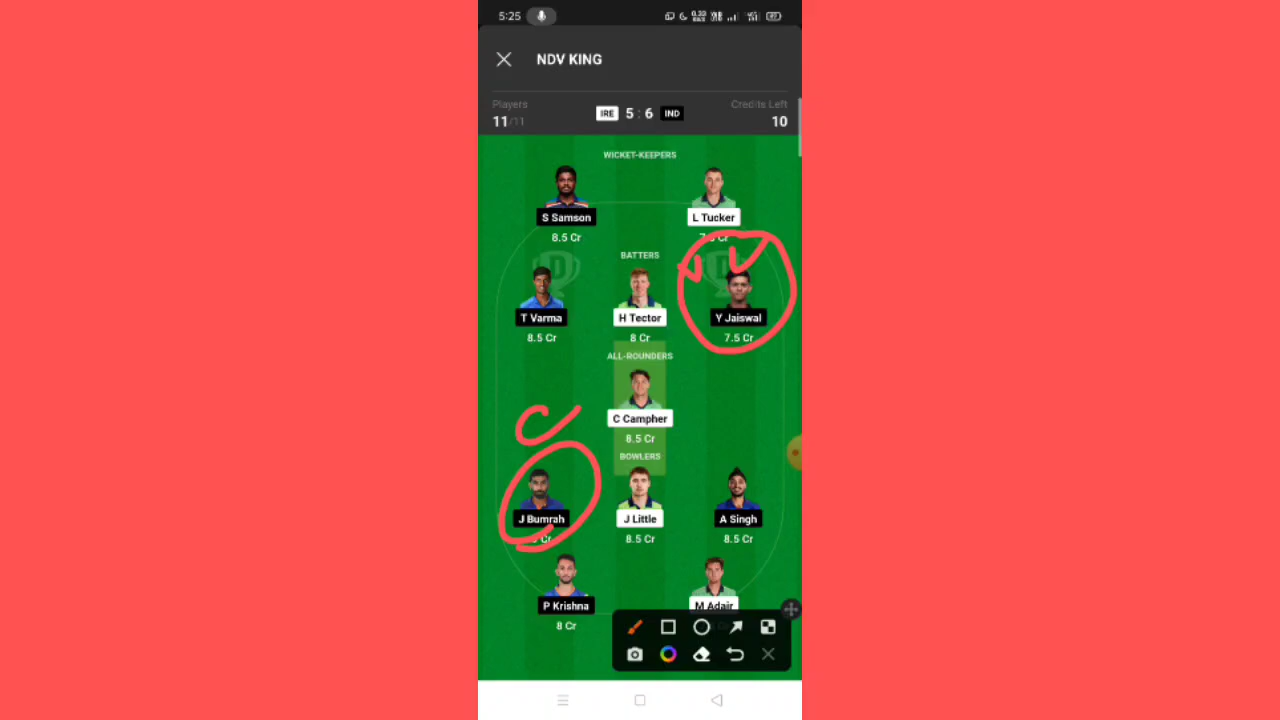 5:25
NDV KING
Players
Credits Left
11/11
IRE 5 : 6 IND
10
WICKET-KEEPERS
S Samson
L Tucker
8.5 Cr
BATTERS
T Varma
H Tector
Y Jaiswal
8.5 Cr
8 Cr
7.5 Cr
ALL-ROUNDERS
C Campher
8.5 Cr
BOWLERS
C
J Bumrah
J Little
A Singh
Cr
8.5 Cr
8.5 Cr
P Krishna
M Adair
8 Cr